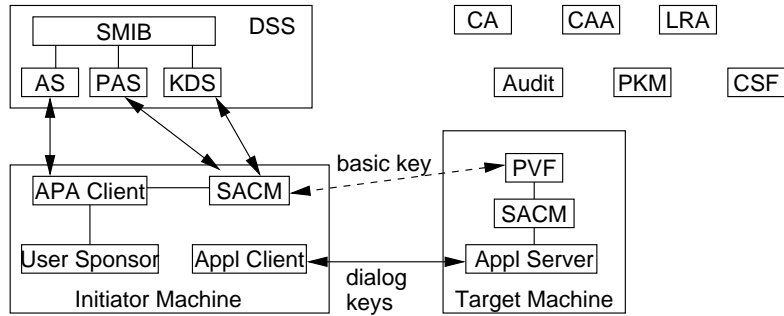 SMIB
DSS
AS
PAS
KDS
CA
CAA
LRA
Audit
PKM
CSF
basic key
APA Client
SACM
PVF
SACM
User Sponsor
Appl Client
Appl Server
dialog
keys
Initiator Machine
Target Machine